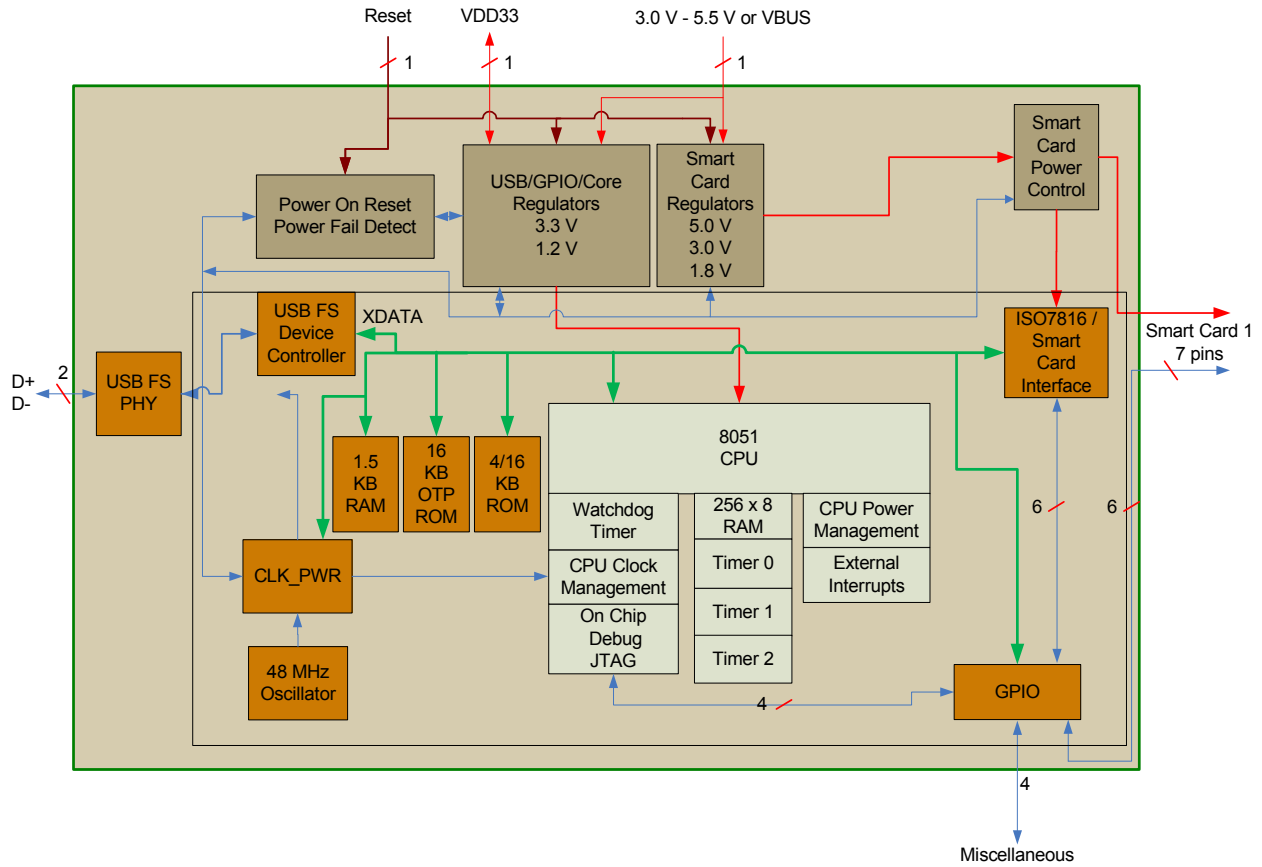 Reset
VDD33
3.0 V - 5.5 V or VBUS
1
1
1
Smart
Card
Power
Control
Power On Reset
Power Fail Detect
USB/GPIO/Core
Regulators
3.3 V
1.2 V
Smart
Card
Regulators
5.0 V
3.0 V
1.8 V
USB FS
Device
Controller
XDATA
ISO7816 /
Smart
Card
Interface
Smart Card 1
7 pins
D+
D-
2
USB FS
PHY
1.5
KB
RAM
16
KB
OTP
ROM
4/16
KB
ROM
8051
CPU
Watchdog
Timer
CPU Clock
Management
On Chip
Debug
JTAG
256 x 8
RAM
Timer 0
Timer 1
Timer 2
CPU Power
Management
External
Interrupts
6
6
CLK_PWR
48 MHz
Oscillator
4
GPIO
4
Miscellaneous